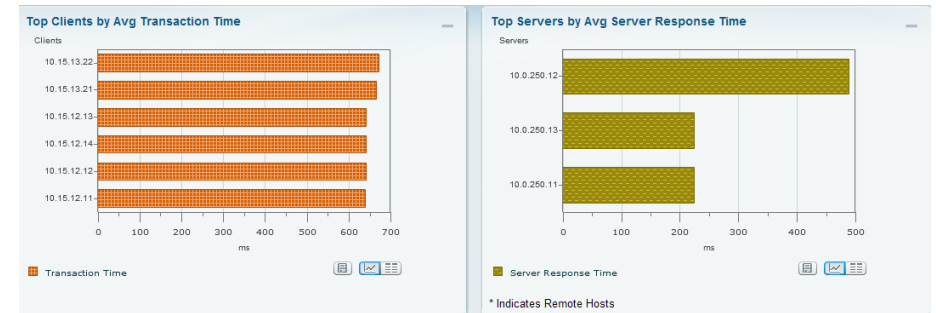 Top Clients by Avg Transaction Time
Clients
10.15.13.22
10.15.13.21
10.15.12.13
10.15.12.14
10.15.12.12
10.15.12.11
0 100 200 300 400 500 600 700
ms
Transaction Time
Top Servers by Avg Server Response Time
Servers
10.0.250.12
10.0.250.13
10.0.250.11
0 100 200 300 400 500
ms
Server Response Time
* Indicates Remote Hosts